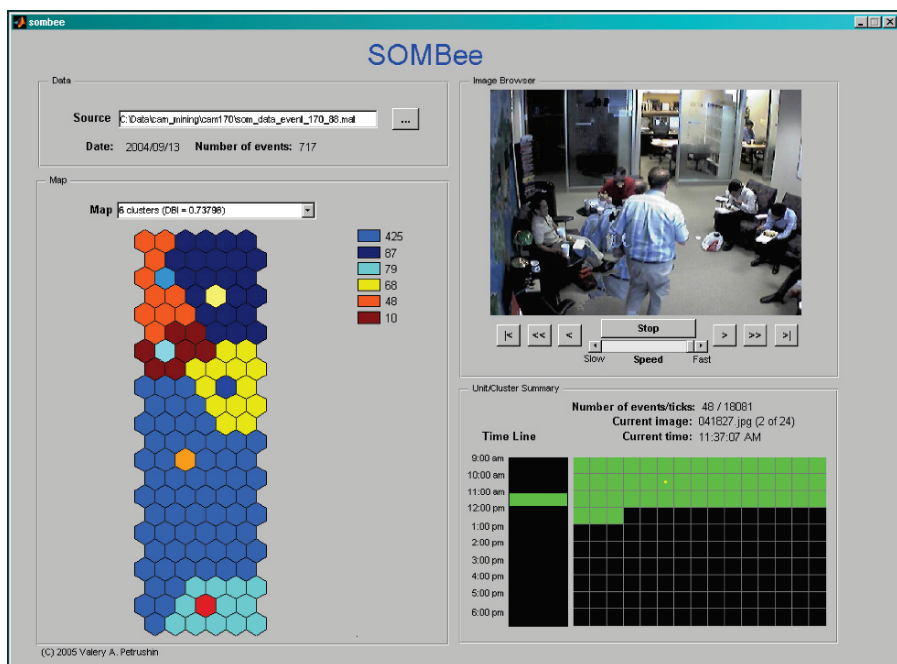 sombee
SOMBee
Data
Source C:\Data\cam_mining\cam170\som_data_event_170_88.mat ...
Date: 2004/09/13 Number of events: 717
Map
Map 6 clusters (DBI = 0.73798)
425
87
79
68
48
10
Image Browser
|< << < Stop > >> >|
Slow Speed Fast
Unit/Cluster Summary
Number of events/ticks: 48 / 18081
Current image: 041827.jpg (2 of 24)
Time Line Current time: 11:37:07 AM
9:00 am
10:00 am
11:00 am
12:00 pm
1:00 pm
2:00 pm
3:00 pm
4:00 pm
5:00 pm
6:00 pm
(C) 2005 Valery A. Petrushin